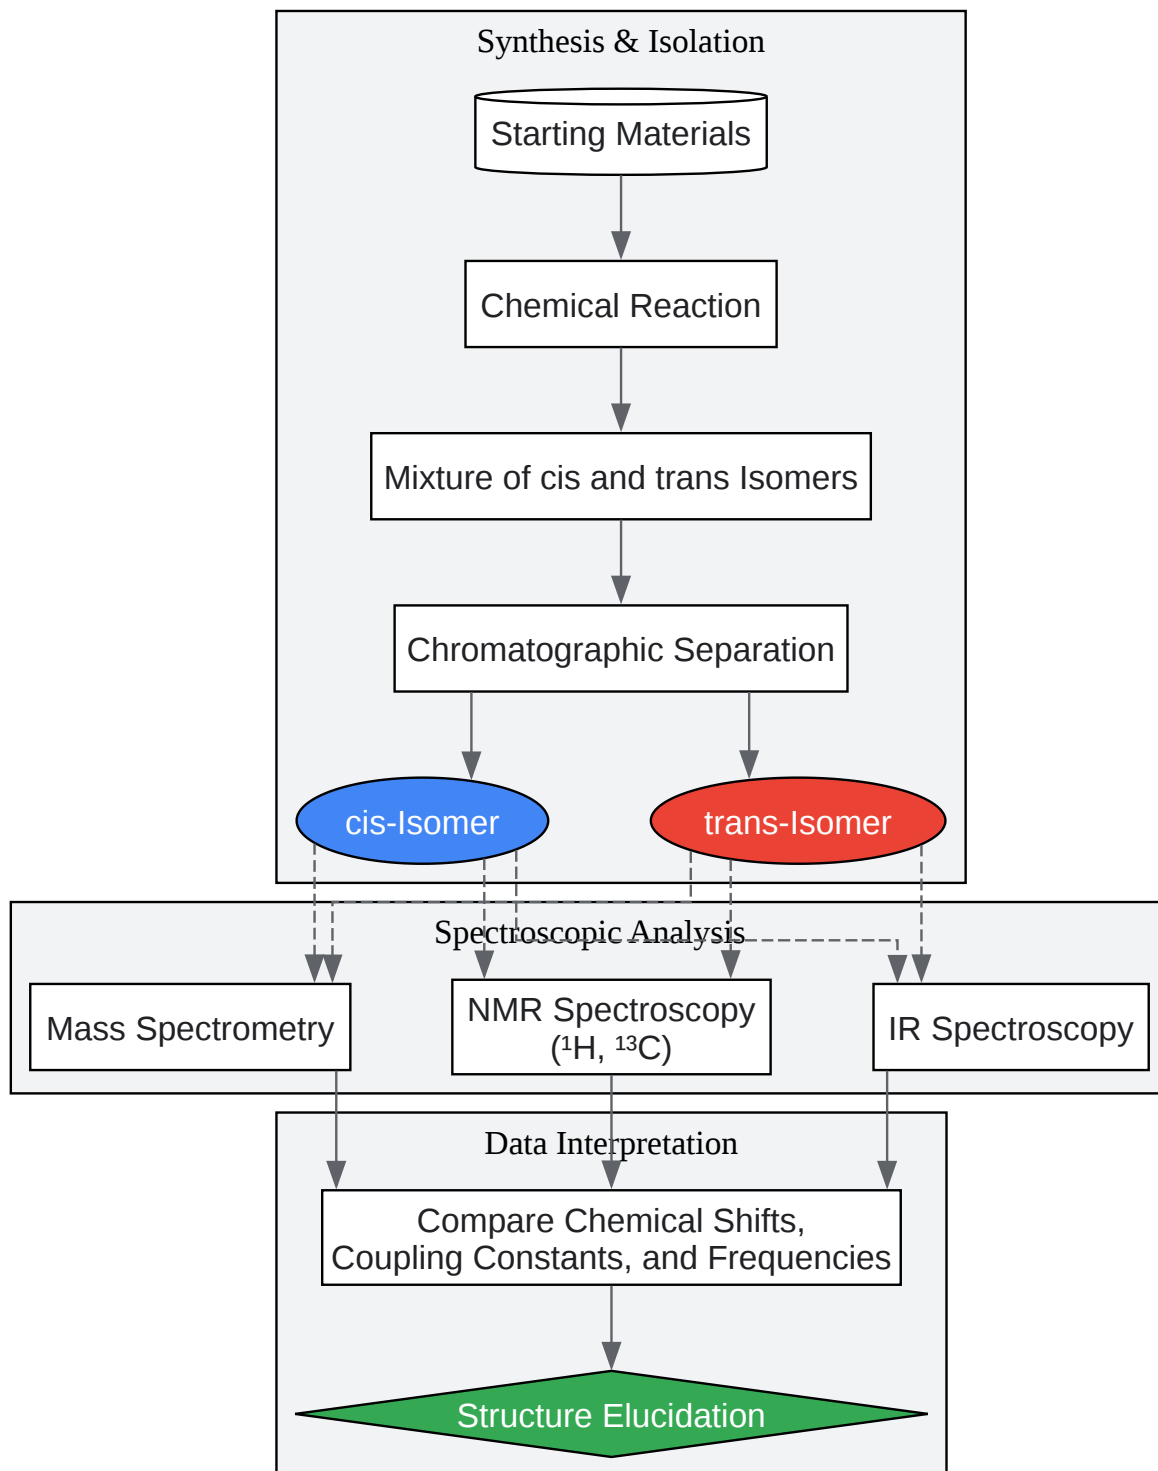 Synthesis & Isolation
Starting Materials
Chemical Reaction
Mixture of cis and trans Isomers
Chromatographic Separation
cis-Isomer
trans-Isomer
Spectroscopic Analysis
Mass Spectrometry
NMR Spectroscopy
(¹H, ¹³C)
IR Spectroscopy
Data Interpretation
Compare Chemical Shifts,
Coupling Constants, and Frequencies
Structure Elucidation